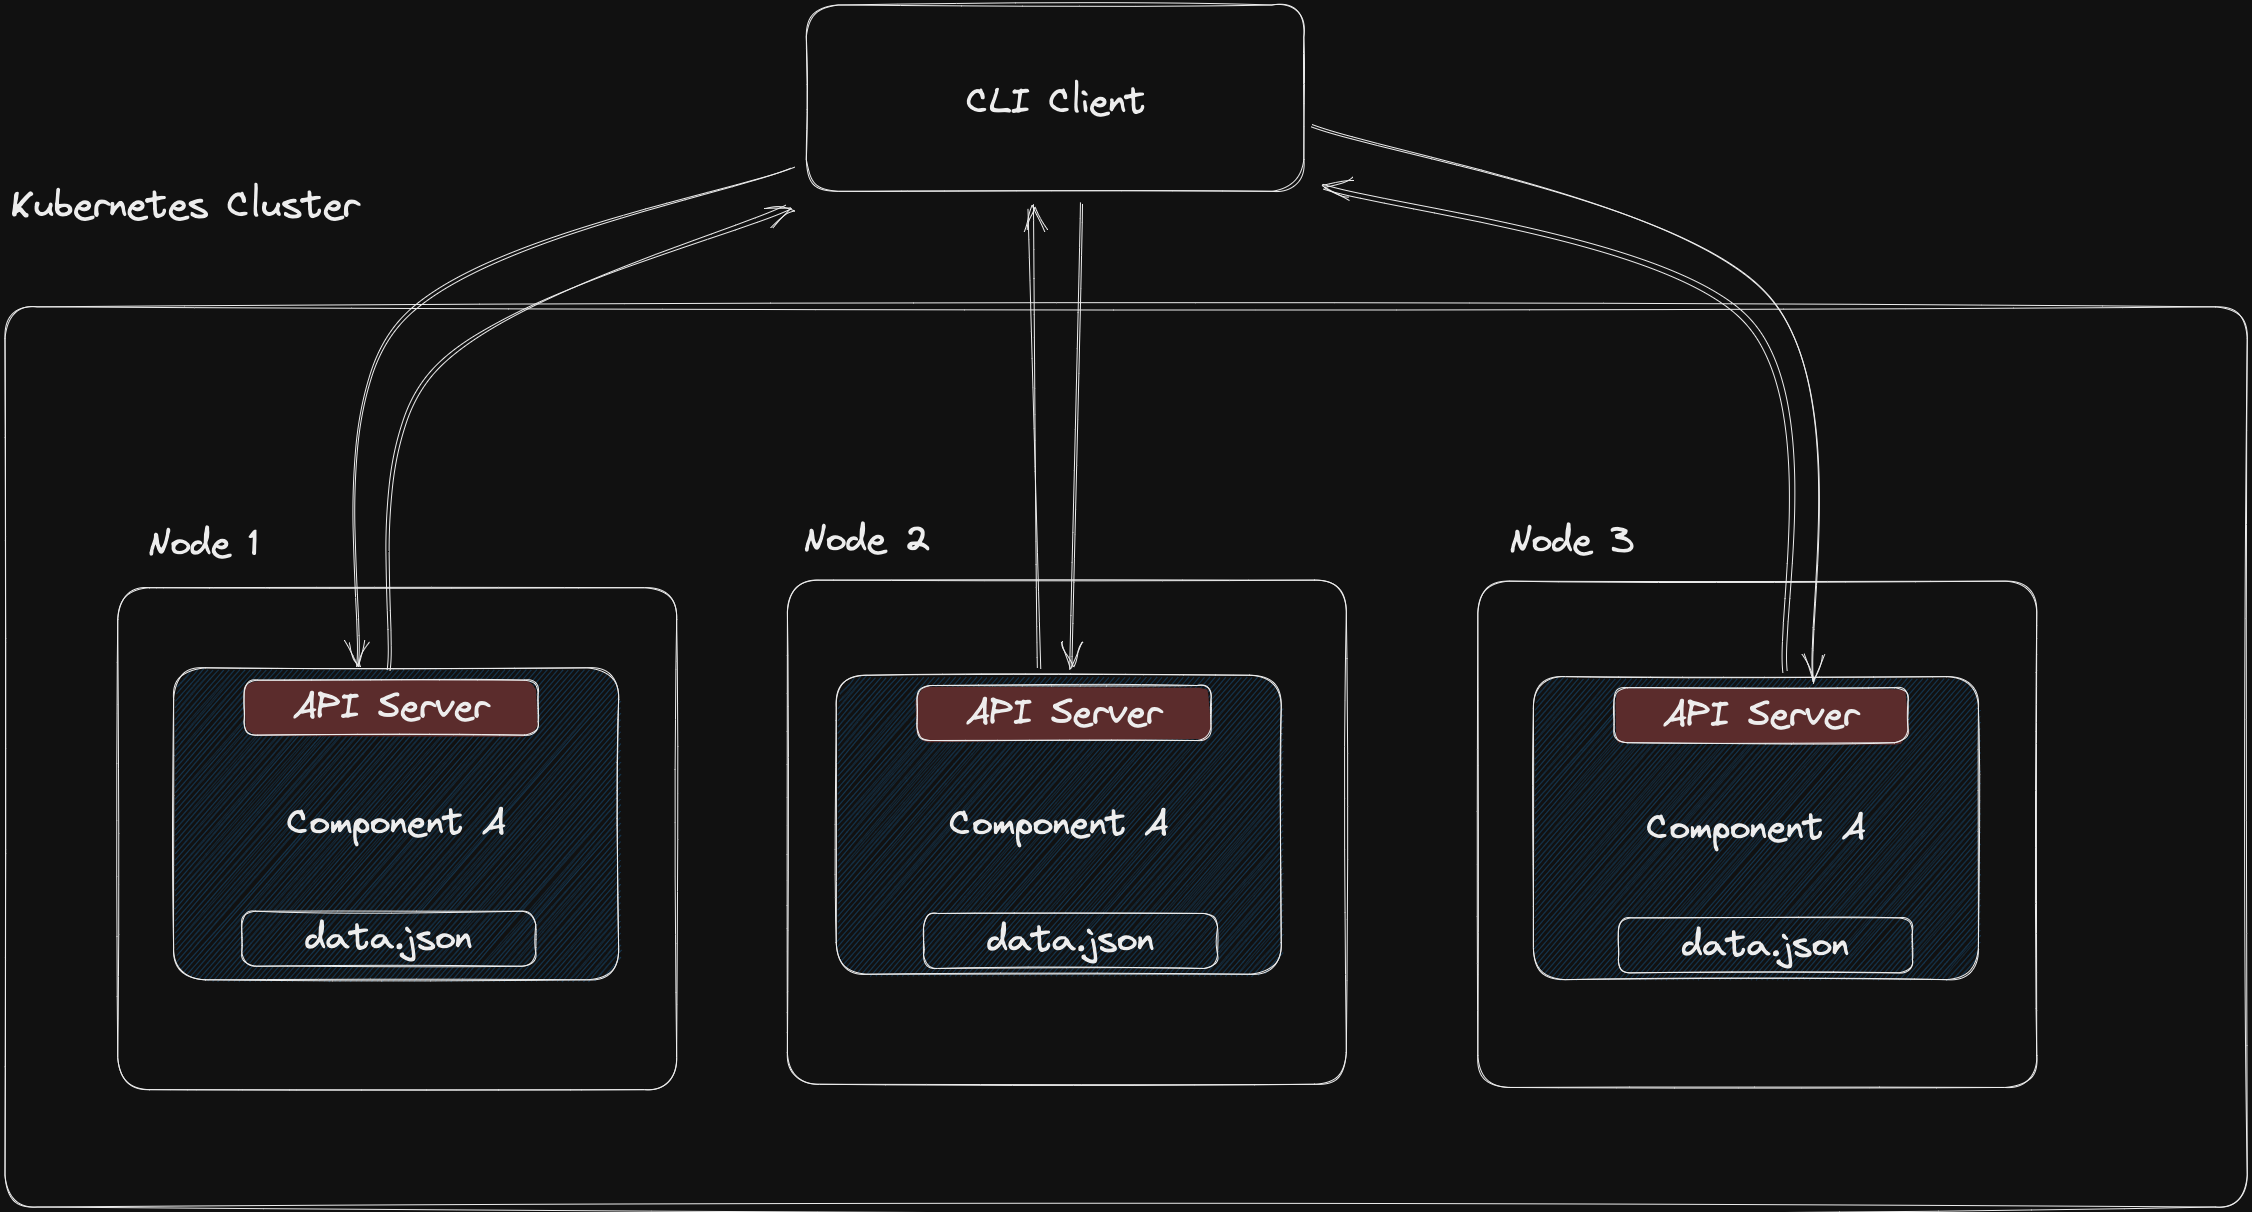 CLI Client
Kubernetes Cluster
Node 1
Node 2
Node 3
API Server
API Server
API Server
Component A
Component A
Component A
data.json
data.json
data.json